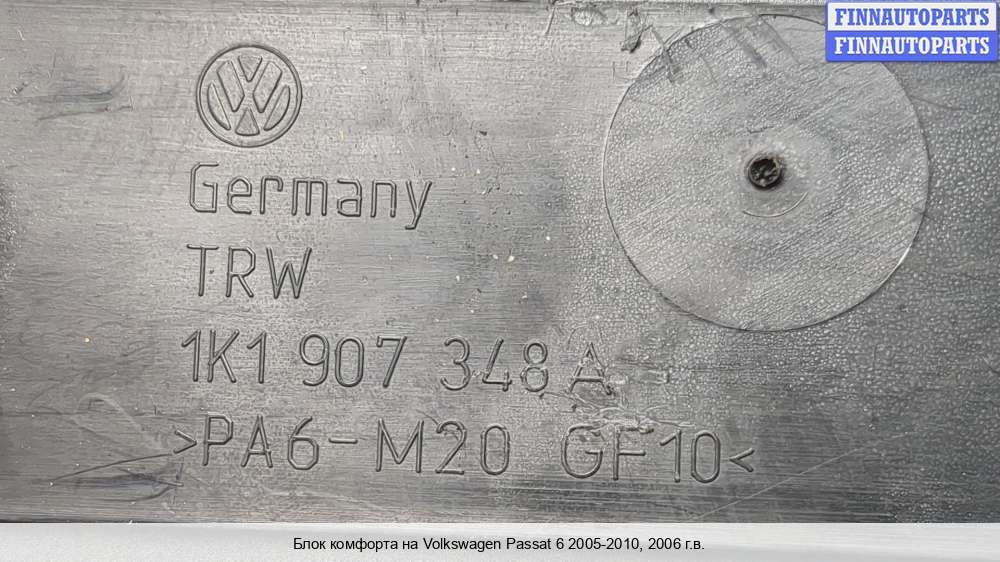 FINNAUTOPARTS
FINNAUTOPARTS
VW
Germany
TRW
1K1 907 348 A
>PA6-M20 GF10<
Блок комфорта на Volkswagen Passat 6 2005-2010, 2006 г.в.